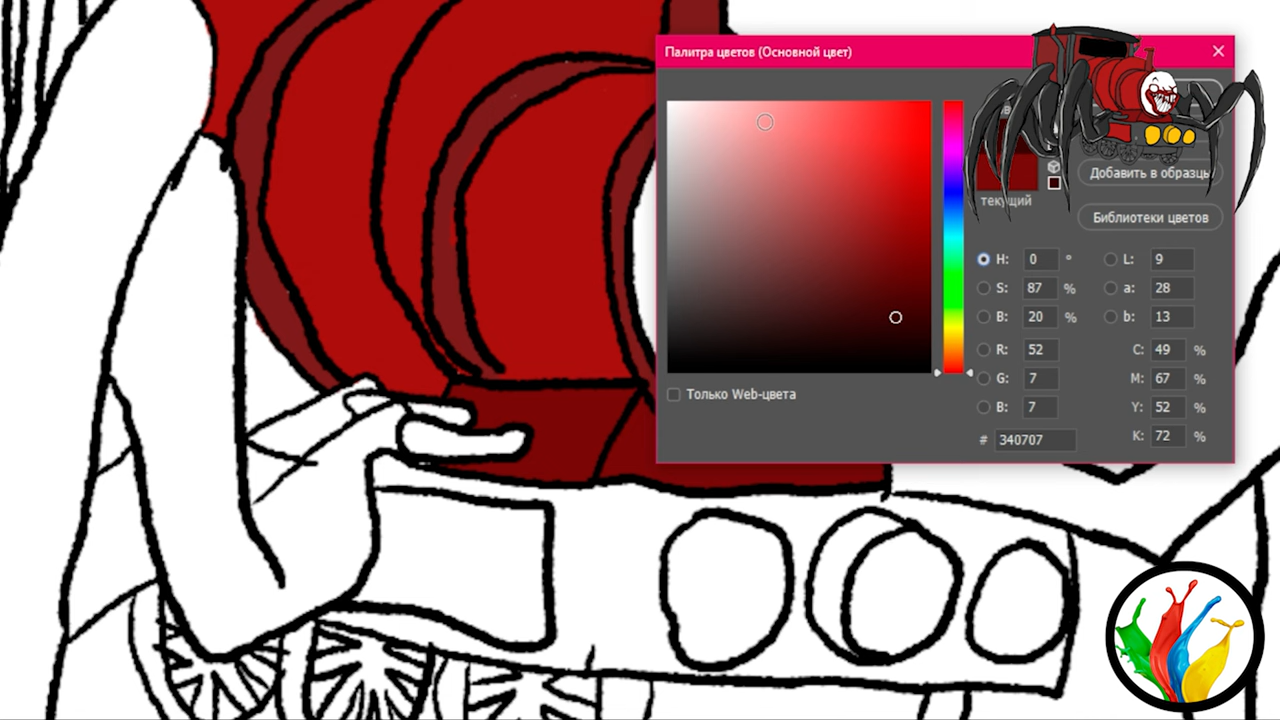 Палитра цветов (Основной цвет)
Добавить в образцы
текущий
Библиотеки цветов
H: 0 °
L: 9
S: 87 %
a: 28
B: 20 %
b: 13
R: 52
C: 49 %
G: 7
M: 67 %
B: 7
Y: 52 %
# 340707
K: 72 %
Только Web-цвета